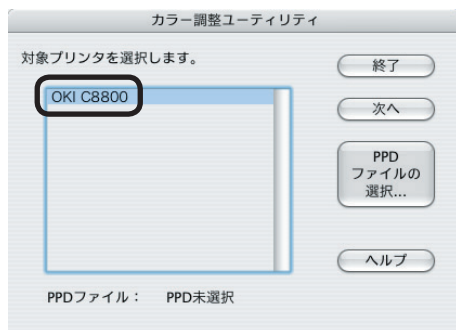 カラー調整ユーティリティ
対象プリンタを選択します。
OKI C8800
終了
次へ
PPD
ファイルの
選択...
ヘルプ
PPDファイル： PPD未選択